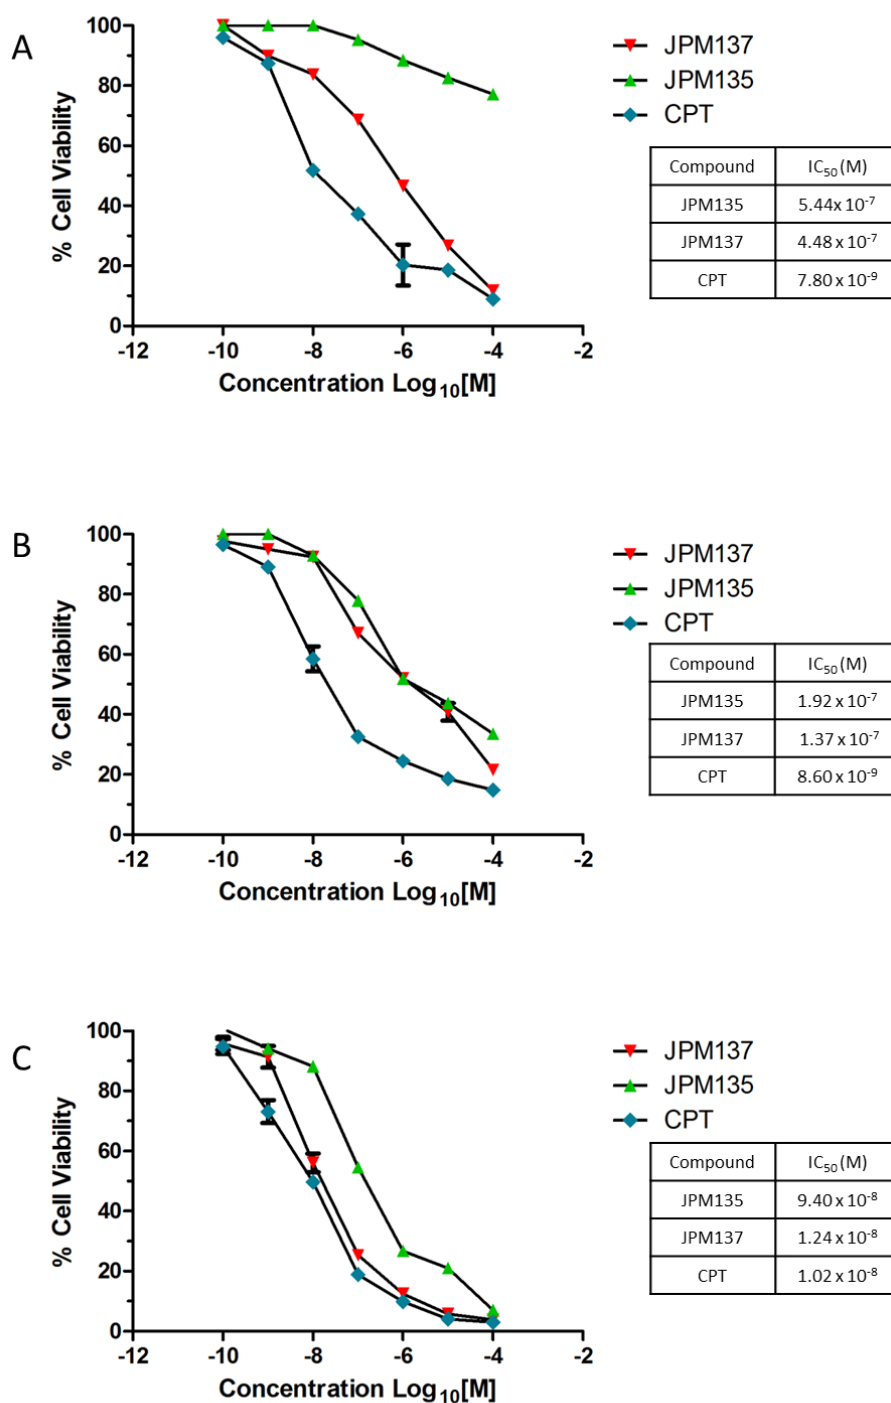 A
100
80
60
40
20
0
% Cell Viability
-12 -10 -8 -6 -4 -2
Concentration Log₁₀[M]
JPM137
JPM135
CPT
Compound IC₅₀ (M)
JPM135 5.44x 10⁻⁷
JPM137 4.48 x 10⁻⁷
CPT 7.80 x 10⁻⁹
B
100
80
60
40
20
0
% Cell Viability
-12 -10 -8 -6 -4 -2
Concentration Log₁₀[M]
JPM137
JPM135
CPT
Compound IC₅₀ (M)
JPM135 1.92 x 10⁻⁷
JPM137 1.37 x 10⁻⁷
CPT 8.60 x 10⁻⁹
C
100
80
60
40
20
0
% Cell Viability
-12 -10 -8 -6 -4 -2
Concentration Log₁₀[M]
JPM137
JPM135
CPT
Compound IC₅₀ (M)
JPM135 9.40 x 10⁻⁸
JPM137 1.24 x 10⁻⁸
CPT 1.02 x 10⁻⁸